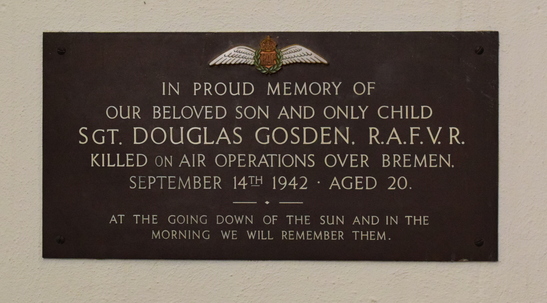 IN PROUD MEMORY OF
OUR BELOVED SON AND ONLY CHILD
SGT. DOUGLAS GOSDEN, R.A.F.V.R.
KILLED ON AIR OPERATIONS OVER BREMEN,
SEPTEMBER 14TH 1942 · AGED 20.
AT THE GOING DOWN OF THE SUN AND IN THE
MORNING WE WILL REMEMBER THEM.